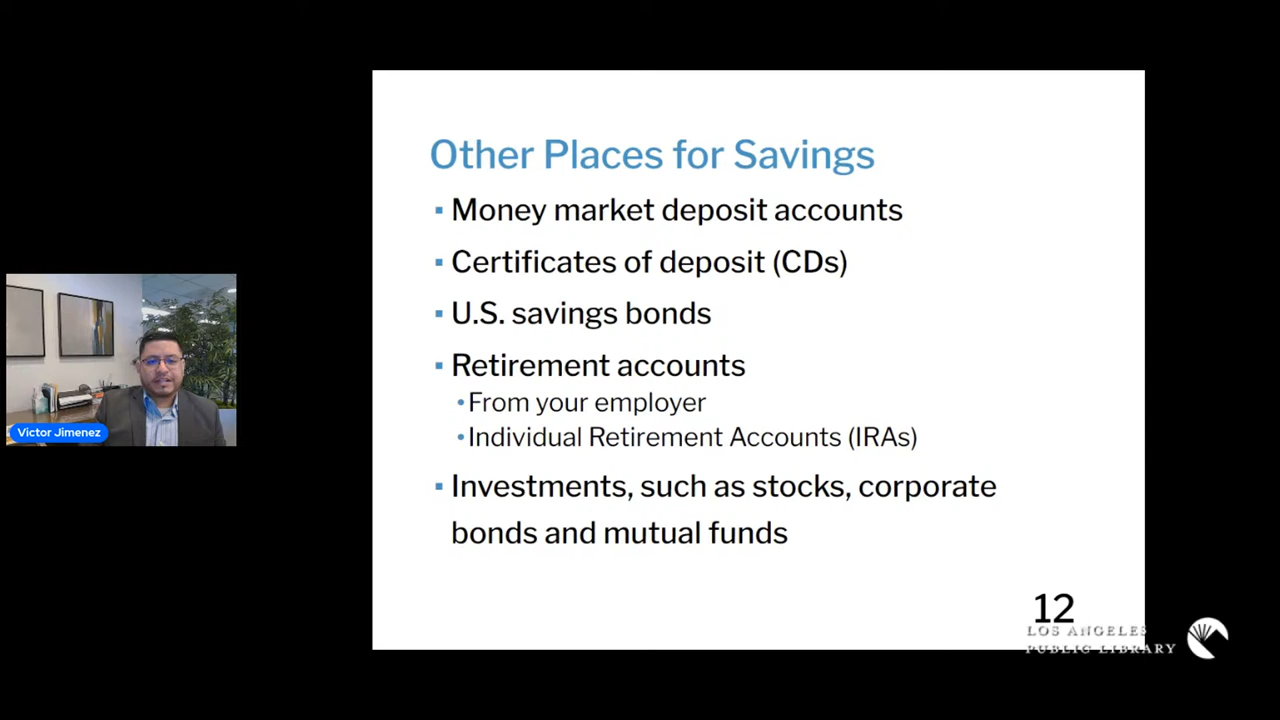 Other Places for Savings
▪ Money market deposit accounts
▪ Certificates of deposit (CDs)
▪ U.S. savings bonds
▪ Retirement accounts
•From your employer
•Individual Retirement Accounts (IRAs)
▪ Investments, such as stocks, corporate
bonds and mutual funds
Victor Jimenez
12
LOS ANGELES
PUBLIC LIBRARY